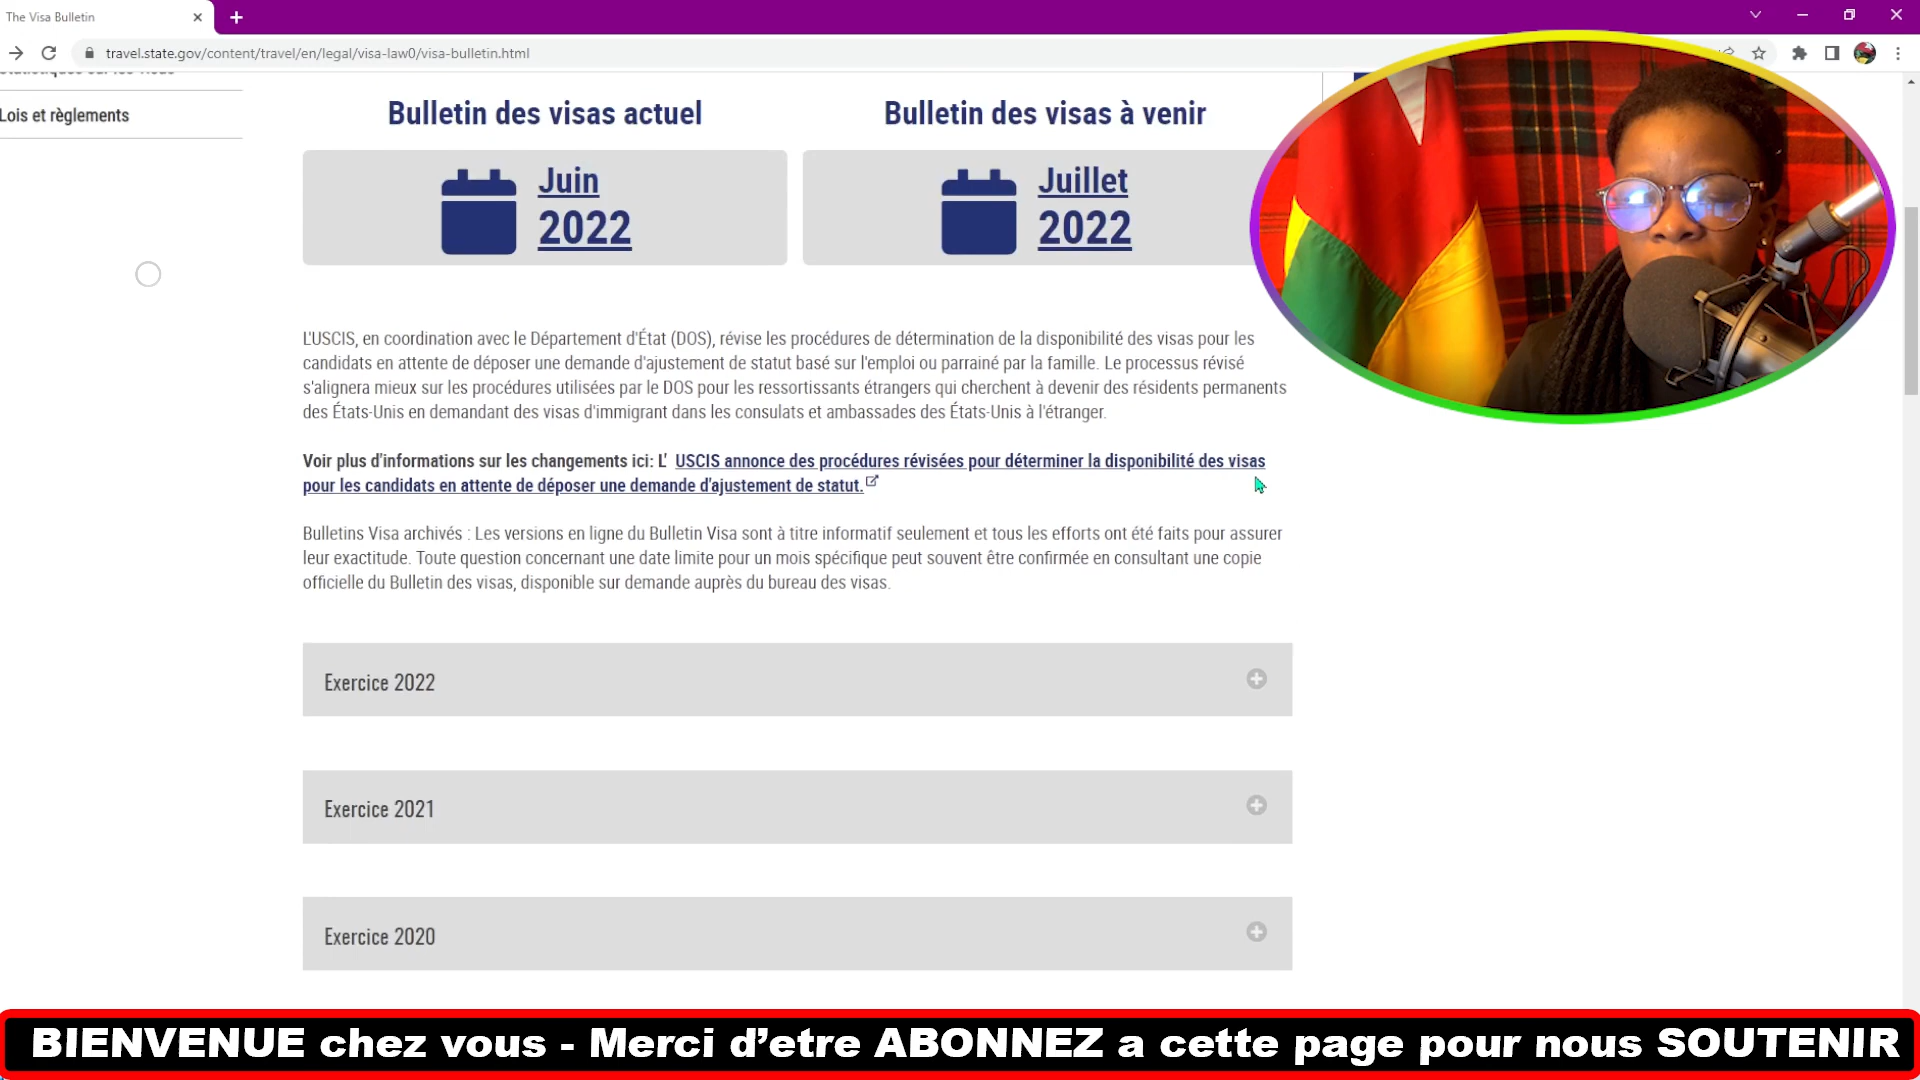 The Visa Bulletin
travel.state.gov/content/travel/en/legal/visa-law0/visa-bulletin.html
statistiques sur les visas
Lois et règlements
Bulletin des visas actuel
Bulletin des visas à venir
Juin
2022
Juillet
2022
L'USCIS, en coordination avec le Département d'État (DOS), révise les procédures de détermination de la disponibilité des visas pour les
candidats en attente de déposer une demande d'ajustement de statut basé sur l'emploi ou parrainé par la famille. Le processus révisé
s'alignera mieux sur les procédures utilisées par le DOS pour les ressortissants étrangers qui cherchent à devenir des résidents permanents
des États-Unis en demandant des visas d'immigrant dans les consulats et ambassades des États-Unis à l'étranger.
Voir plus d'informations sur les changements ici: L' USCIS annonce des procédures révisées pour déterminer la disponibilité des visas
pour les candidats en attente de déposer une demande d'ajustement de statut.
Bulletins Visa archivés : Les versions en ligne du Bulletin Visa sont à titre informatif seulement et tous les efforts ont été faits pour assurer
leur exactitude. Toute question concernant une date limite pour un mois spécifique peut souvent être confirmée en consultant une copie
officielle du Bulletin des visas, disponible sur demande auprès du bureau des visas.
Exercice 2022
Exercice 2021
Exercice 2020
BIENVENUE chez vous - Merci d'etre ABONNEZ a cette page pour nous SOUTENIR